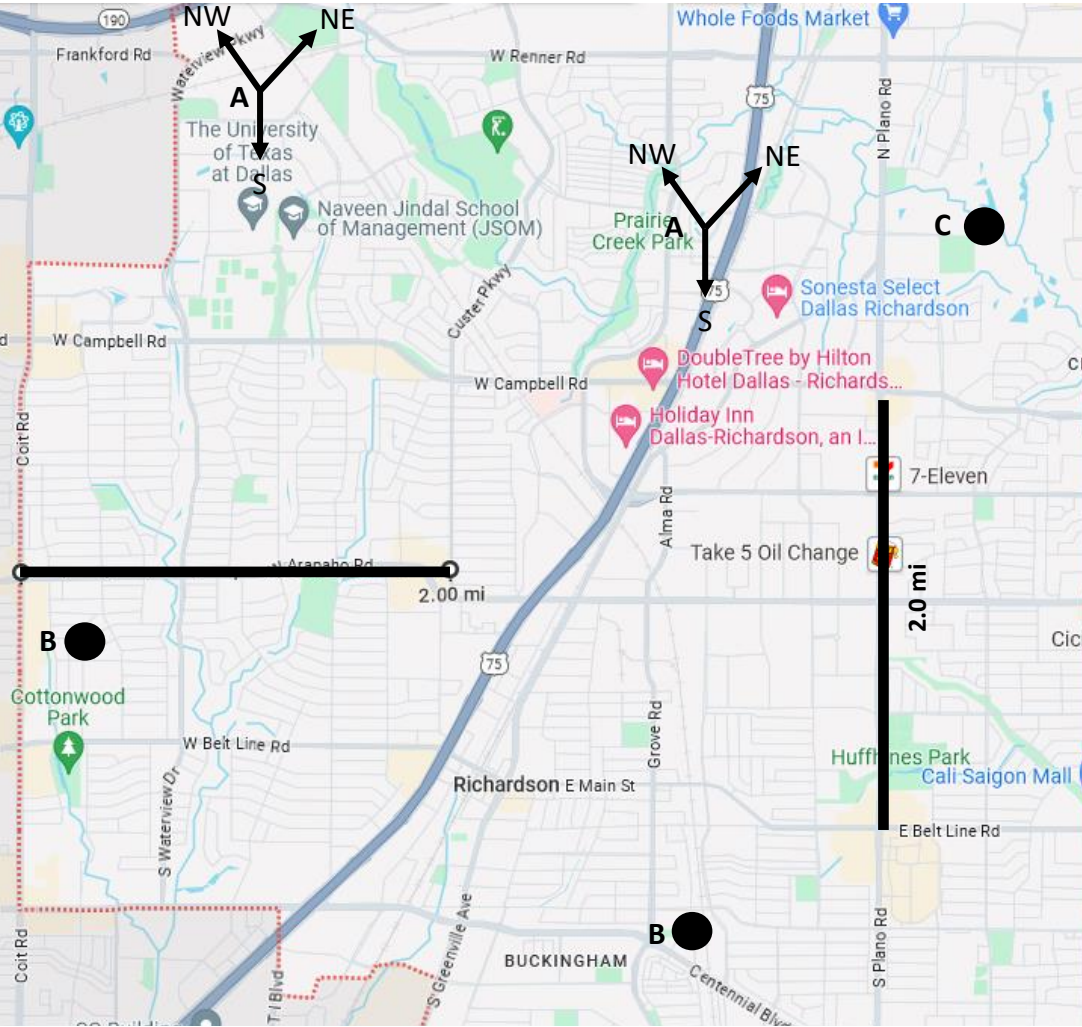 190
NW
NE
Whole Foods Market
Frankford Rd
Waterview Pkwy
W Renner Rd
A
75
N Plano Rd
The University
of Texas
at Dallas
S
NW
NE
Naveen Jindal School
of Management (JSOM)
Prairie
Creek Park
A
C
75
S
Sonesta Select
Dallas Richardson
Custer Pkwy
d
W Campbell Rd
DoubleTree by Hilton
Hotel Dallas - Richards...
W Campbell Rd
Holiday Inn
Dallas-Richardson, an I...
Coit Rd
7-Eleven
Alma Rd
Take 5 Oil Change
Arapaho Rd
2.00 mi
2.0 mi
B
Cic
75
Cottonwood
Park
Grove Rd
W Belt Line Rd
Huffhines Park
Cali Saigon Mall
Richardson
E Main St
S Waterview Dr
E Belt Line Rd
S Greenville Ave
B
Coit Rd
BUCKINGHAM
S Plano Rd
Centennial Blvd
T I Blvd